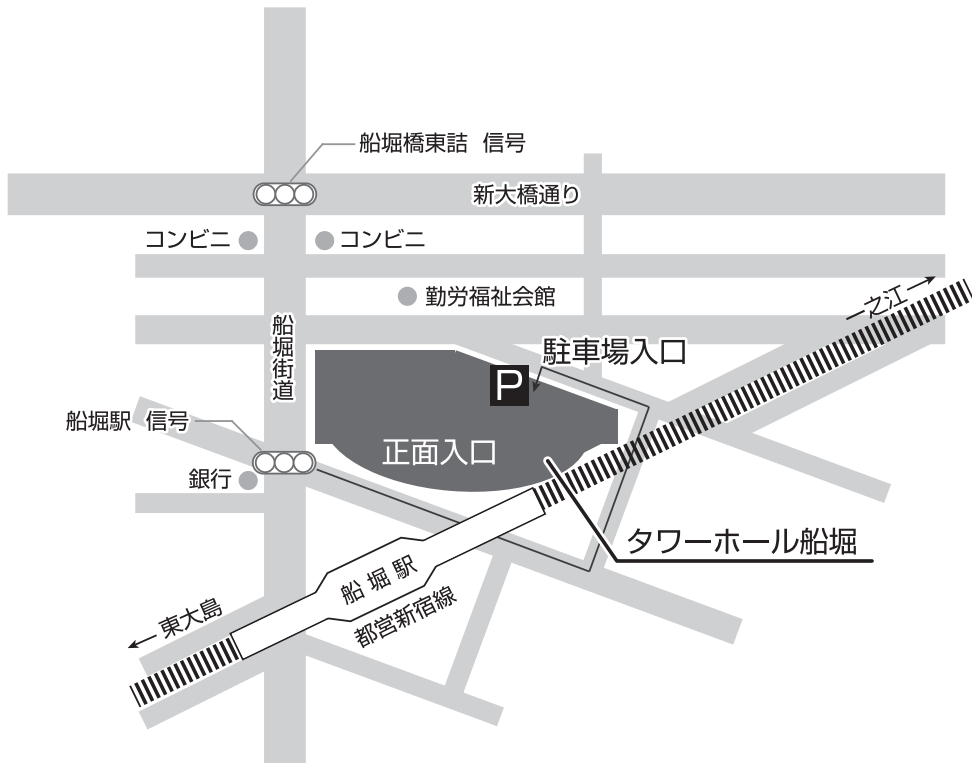 船堀橋東詰 信号
新大橋通り
コンビニ
コンビニ
勤労福祉会館
一之江
船堀街道
駐車場入口
P
船堀駅 信号
正面入口
銀行
タワーホール船堀
船堀駅
都営新宿線
東大島